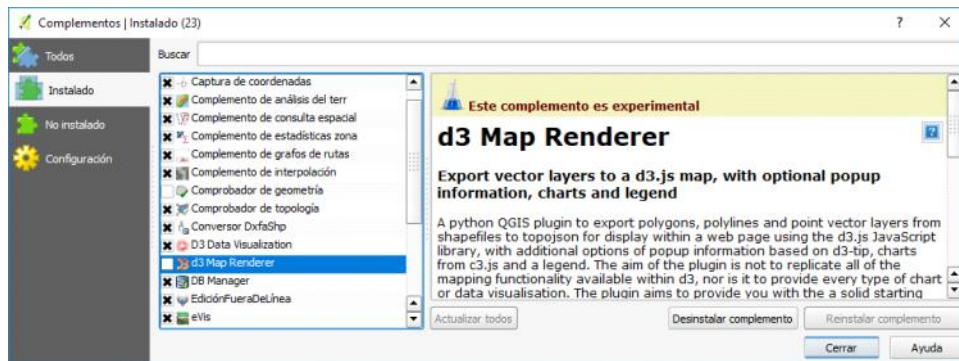 Complementos | Instalado (23)
?
Todos
Instalado
No instalado
Configuración
Buscar
Captura de coordenadas
Complemento de análisis del terr
Complemento de consulta espacial
Complemento de estadísticas zona
Complemento de grafos de rutas
Complemento de interpolación
Comprobador de geometría
Comprobador de topología
Conversor DxfaShp
D3 Data Visualization
d3 Map Renderer
DB Manager
EdiciónFueraDeLínea
eVis
Este complemento es experimental
d3 Map Renderer
Export vector layers to a d3.js map, with optional popup
information, charts and legend
A python QGIS plugin to export polygons, polylines and point vector layers from
shapefiles to topojson for display within a web page using the d3.js JavaScript
library, with additional options of popup information based on d3-tip, charts
from c3.js and a legend. The aim of the plugin is not to replicate all of the
mapping functionality available within d3, nor is it to provide every type of chart
or data visualisation. The plugin aims to provide you with the a solid starting
Actualizar todos
Desinstalar complemento
Reinstalar complemento
Cerrar
Ayuda